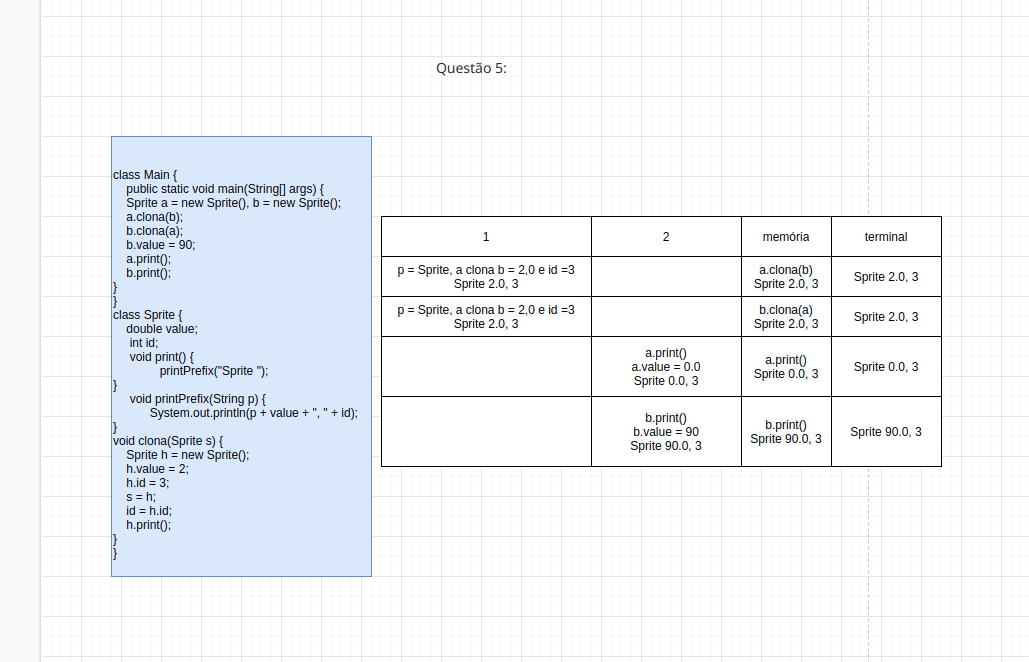 Questão 5:
class Main {
public static void main(String[] args) {
Sprite a = new Sprite(), b = new Sprite();
a.clona(b);
b.clona(a);
b.value = 90;
a.print();
b.print();
}
}
class Sprite {
double value;
int id;
void print() {
printPrefix("Sprite ");
}
void printPrefix(String p) {
System.out.println(p + value + ", " + id);
}
void clona(Sprite s) {
Sprite h = new Sprite();
h.value = 2;
h.id = 3;
s = h;
id = h.id;
h.print();
}
}
1 2 memória terminal
p = Sprite, a clona b = 2,0 e id =3
Sprite 2.0, 3
a.clona(b)
Sprite 2.0, 3
Sprite 2.0, 3
p = Sprite, a clona b = 2,0 e id =3
Sprite 2.0, 3
b.clona(a)
Sprite 2.0, 3
Sprite 2.0, 3
a.print()
a.value = 0.0
Sprite 0.0, 3
a.print()
Sprite 0.0, 3
Sprite 0.0, 3
b.print()
b.value = 90
Sprite 90.0, 3
b.print()
Sprite 90.0, 3
Sprite 90.0, 3